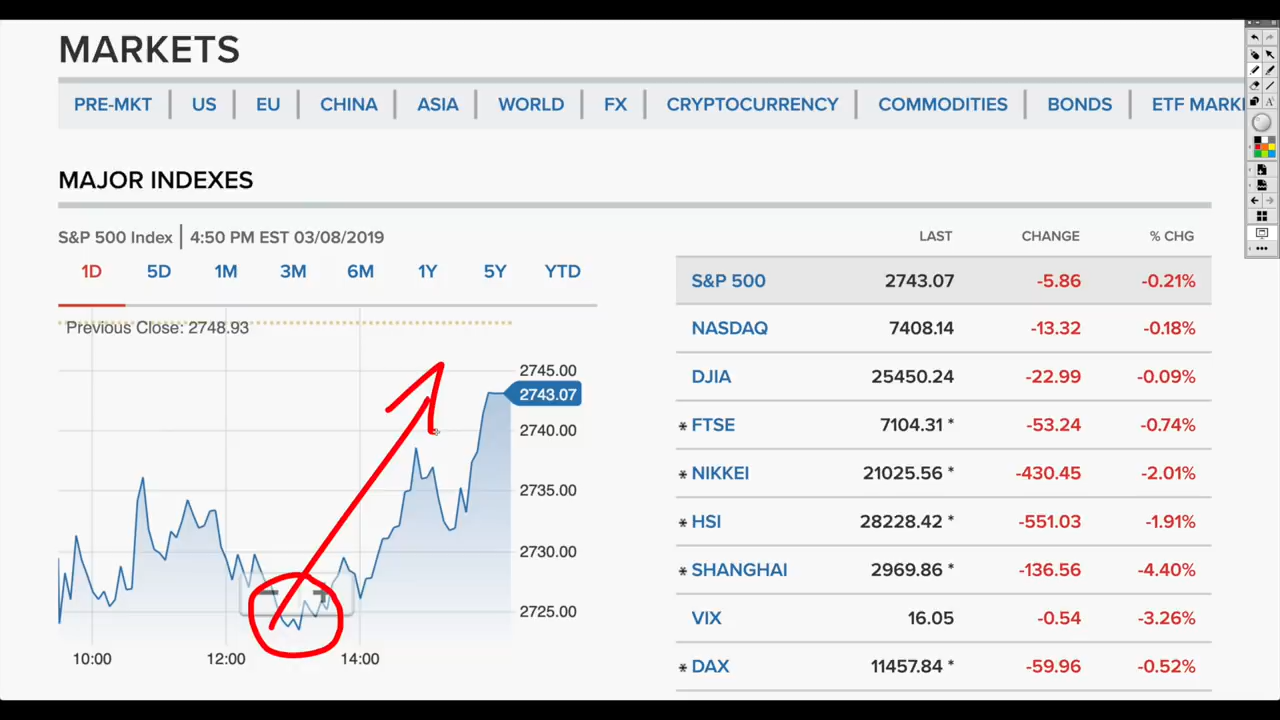 MARKETS
PRE-MKT US EU CHINA ASIA WORLD FX CRYPTOCURRENCY COMMODITIES BONDS ETF MARK
MAJOR INDEXES
S&P 500 Index | 4:50 PM EST 03/08/2019
1D 5D 1M 3M 6M 1Y 5Y YTD
Previous Close: 2748.93
2745.00
2743.07
2740.00
2735.00
2730.00
2725.00
10:00 12:00 14:00
LAST CHANGE % CHG
S&P 500 2743.07 -5.86 -0.21%
NASDAQ 7408.14 -13.32 -0.18%
DJIA 25450.24 -22.99 -0.09%
* FTSE 7104.31 * -53.24 -0.74%
* NIKKEI 21025.56 * -430.45 -2.01%
* HSI 28228.42 * -551.03 -1.91%
* SHANGHAI 2969.86 * -136.56 -4.40%
VIX 16.05 -0.54 -3.26%
* DAX 11457.84 * -59.96 -0.52%